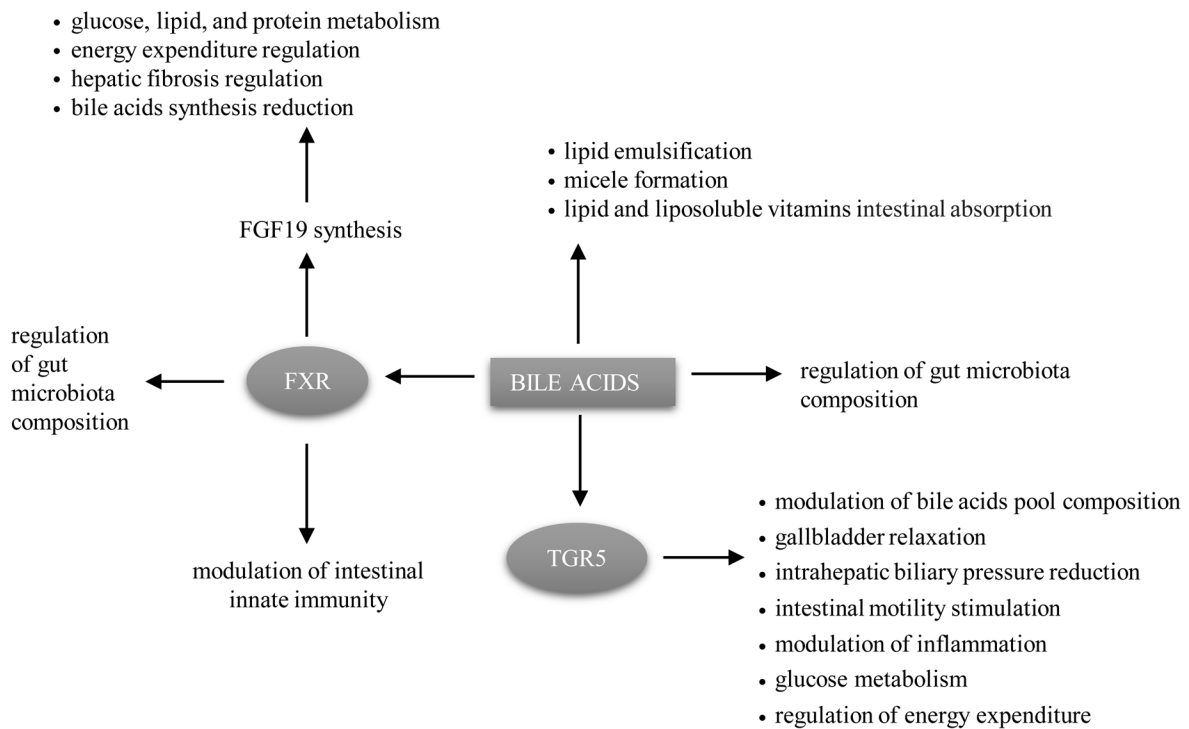 • glucose, lipid, and protein metabolism
• energy expenditure regulation
• hepatic fibrosis regulation
• bile acids synthesis reduction
• lipid emulsification
• micele formation
• lipid and liposoluble vitamins intestinal absorption
FGF19 synthesis
regulation
of gut
microbiota
composition
FXR
BILE ACIDS
regulation of gut microbiota
composition
modulation of intestinal
innate immunity
TGR5
• modulation of bile acids pool composition
• gallbladder relaxation
• intrahepatic biliary pressure reduction
• intestinal motility stimulation
• modulation of inflammation
• glucose metabolism
• regulation of energy expenditure